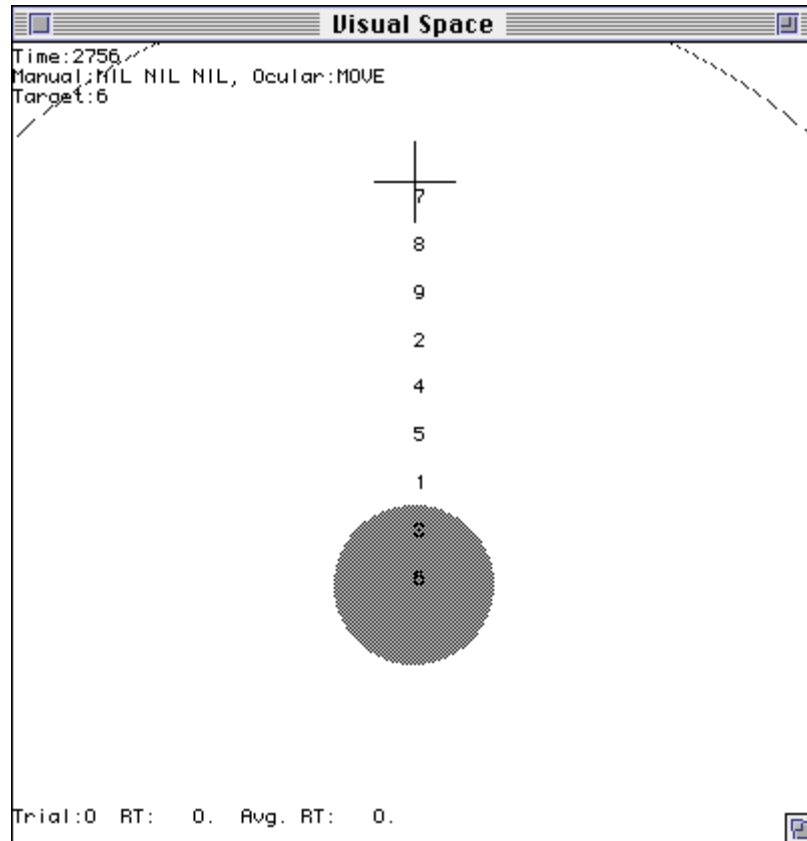 Visual Space
Time:2756
Manual:NIL NIL NIL, Ocular:MOVE
Target:6
7
8
9
2
4
5
1
3
6
Trial:0 RT: 0. Avg. RT: 0.